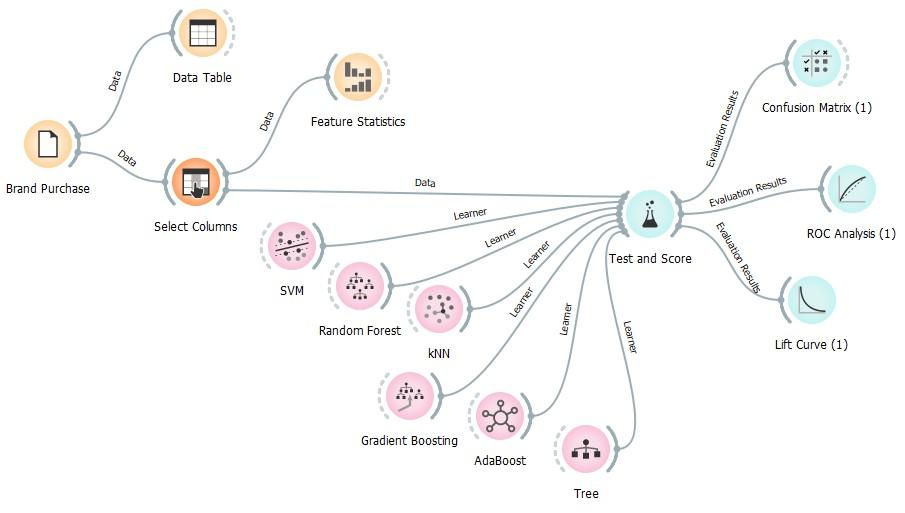 Data Table
Data
Feature Statistics
Data
Brand Purchase
Data
Select Columns
Data
Learner
SVM
Learner
Random Forest
Learner
kNN
Learner
Gradient Boosting
Learner
AdaBoost
Learner
Tree
Test and Score
Evaluation Results
Confusion Matrix (1)
Evaluation Results
ROC Analysis (1)
Evaluation Results
Lift Curve (1)